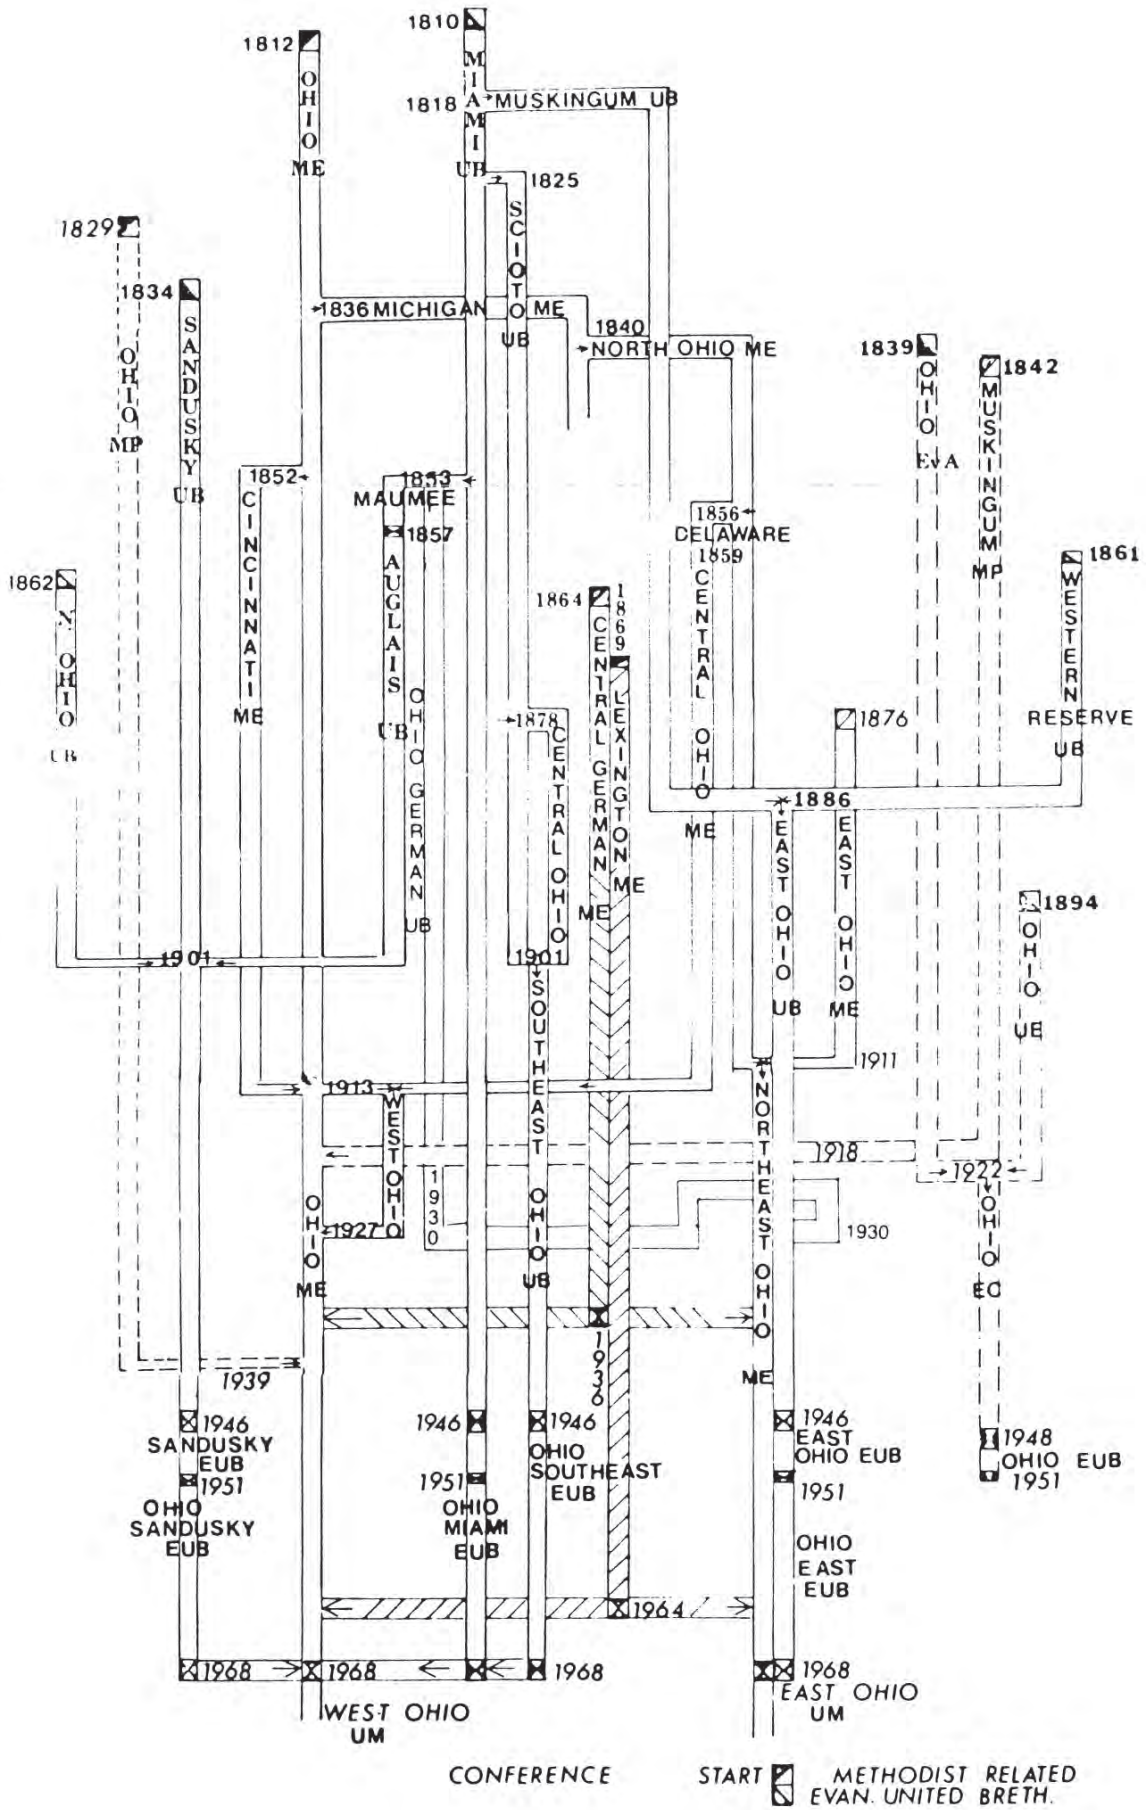 1810
1812
MIAMI UB
OHIO ME
1818
MUSKINGUM UB
1825
SCIOTO UB
1829
OHIO MP
1834
SANDUSKY UB
1836 MICHIGAN ME
1840
NORTH OHIO ME
1839
OHIO EvA
1842
MUSKINGUM MP
1852
CINCINNATI ME
1853
MAUMEE
1857
AUGLAIS UB
1856
DELAWARE
1859
CENTRAL OHIO ME
1861
WESTERN RESERVE UB
1862
N. OHIO UB
1864
CENTRAL GERMAN ME
1869
LEXINGTON ME
OHIO GERMAN UB
1878
CENTRAL OHIO
1876
EAST OHIO ME
1886
EAST OHIO UB
1894
OHIO UE
1901
1901
SOUTHEAST OHIO UB
1911
NORTHEAST OHIO ME
1913
WEST OHIO
1918
1922
OHIO EC
1930
1927
1930
OHIO ME
1936
1939
1946
SANDUSKY
EUB
1951
OHIO
SANDUSKY
EUB
1946
1951
OHIO
MIAMI
EUB
1946
OHIO
SOUTHEAST
EUB
1946
EAST
OHIO EUB
1951
OHIO
EAST
EUB
1948
OHIO EUB
1951
1964
1968
1968
1968
1968
WEST OHIO
UM
EAST OHIO
UM
CONFERENCE START METHODIST RELATED
EVAN. UNITED BRETH.